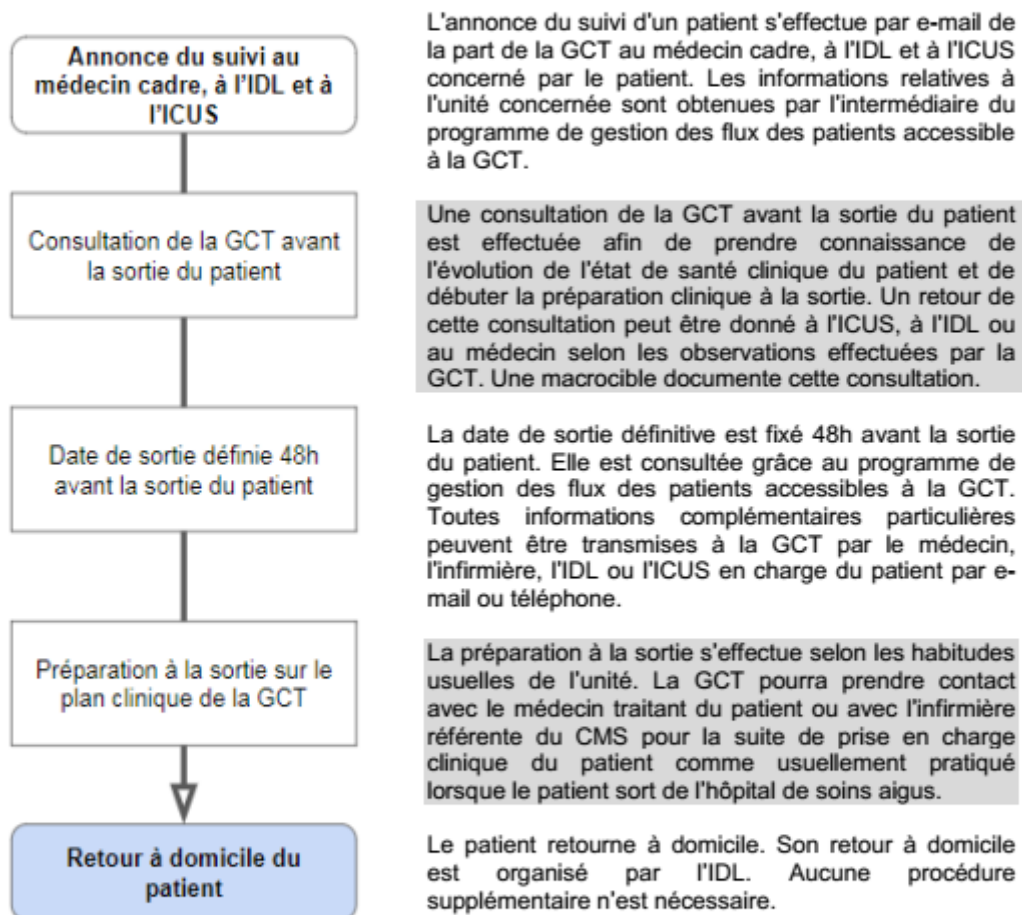 Annonce du suivi au
médecin cadre, à l'IDL et à
l'ICUS
L'annonce du suivi d'un patient s'effectue par e-mail de
la part de la GCT au médecin cadre, à l'IDL et à l'ICUS
concerné par le patient. Les informations relatives à
l'unité concernée sont obtenues par l'intermédiaire du
programme de gestion des flux des patients accessible
à la GCT.
Consultation de la GCT avant
la sortie du patient
Une consultation de la GCT avant la sortie du patient
est effectuée afin de prendre connaissance de
l'évolution de l'état de santé clinique du patient et de
débuter la préparation clinique à la sortie. Un retour de
cette consultation peut être donné à l'ICUS, à l'IDL ou
au médecin selon les observations effectuées par la
GCT. Une macrocible documente cette consultation.
Date de sortie définie 48h
avant la sortie du patient
La date de sortie définitive est fixé 48h avant la sortie
du patient. Elle est consultée grâce au programme de
gestion des flux des patients accessibles à la GCT.
Toutes informations complémentaires particulières
peuvent être transmises à la GCT par le médecin,
l'infirmière, l'IDL ou l'ICUS en charge du patient par e-
mail ou téléphone.
Préparation à la sortie sur le
plan clinique de la GCT
La préparation à la sortie s'effectue selon les habitudes
usuelles de l'unité. La GCT pourra prendre contact
avec le médecin traitant du patient ou avec l'infirmière
référente du CMS pour la suite de prise en charge
clinique du patient comme usuellement pratiqué
lorsque le patient sort de l'hôpital de soins aigus.
Retour à domicile du
patient
Le patient retourne à domicile. Son retour à domicile
est organisé par l'IDL. Aucune procédure
supplémentaire n'est nécessaire.